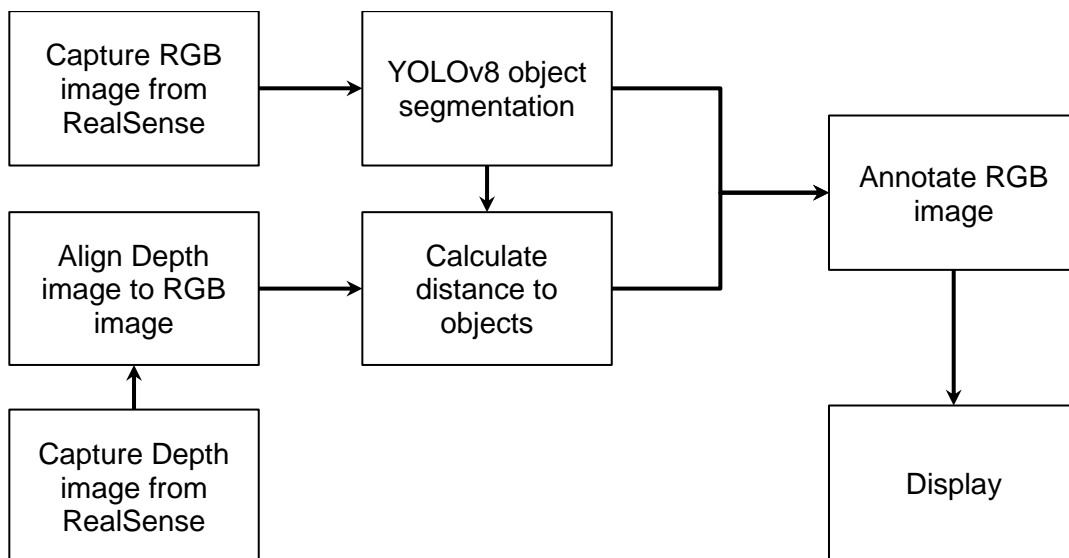 Capture RGB
image from
RealSense
YOLOv8 object
segmentation
Annotate RGB
image
Align Depth
image to RGB
image
Calculate
distance to
objects
Capture Depth
image from
RealSense
Display